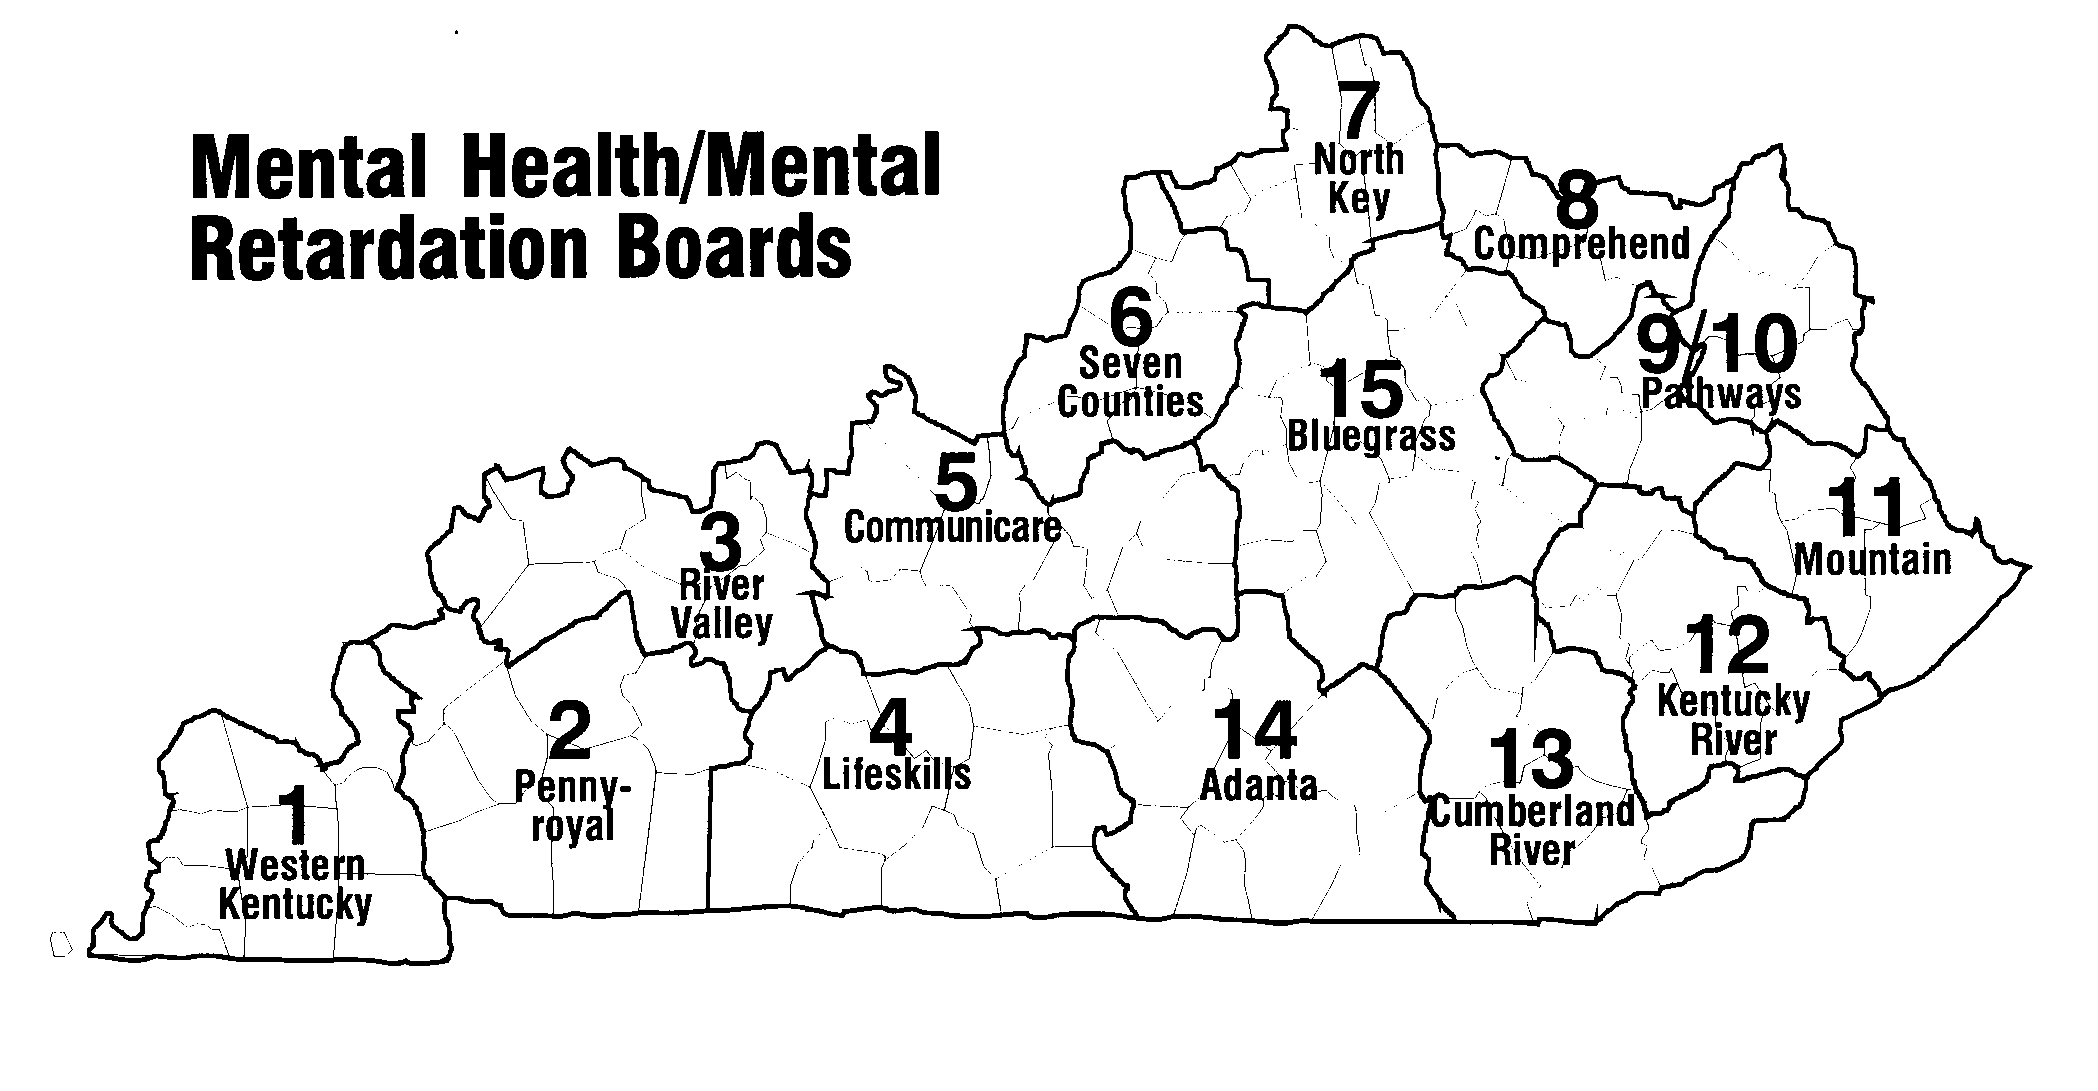 Mental Health/Mental
Retardation Boards
7
North
Key
8
Comprehend
6
Seven
Counties
9/10
Pathways
15
Bluegrass
5
Communicare
11
Mountain
3
River
Valley
12
Kentucky
River
2
Penny-
royal
4
Lifeskills
14
Adanta
13
Cumberland
River
1
Western
Kentucky